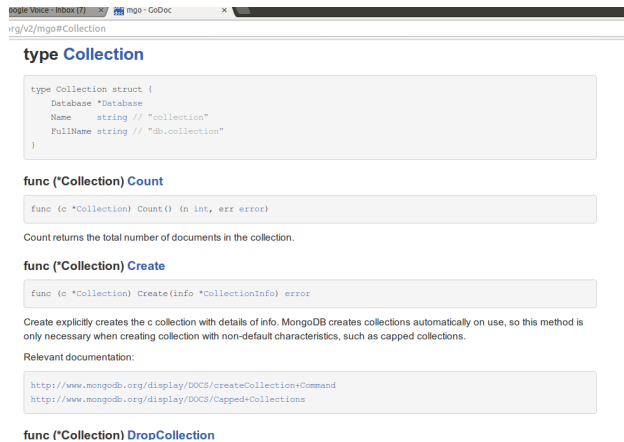 oogle Voice - Inbox (7) × mgo - GoDoc ×
rg/v2/mgo#Collection
type Collection
type Collection struct {
Database *Database
Name string // "collection"
FullName string // "db.collection"
}
func (*Collection) Count
func (c *Collection) Count() (n int, err error)
Count returns the total number of documents in the collection.
func (*Collection) Create
func (c *Collection) Create(info *CollectionInfo) error
Create explicitly creates the c collection with details of info. MongoDB creates collections automatically on use, so this method is
only necessary when creating collection with non-default characteristics, such as capped collections.
Relevant documentation:
http://www.mongodb.org/display/DOCS/createCollection+Command
http://www.mongodb.org/display/DOCS/Capped+Collections
func (*Collection) DropCollection